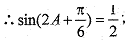 ∴ sin(2A + π/6) = 1/2 ;